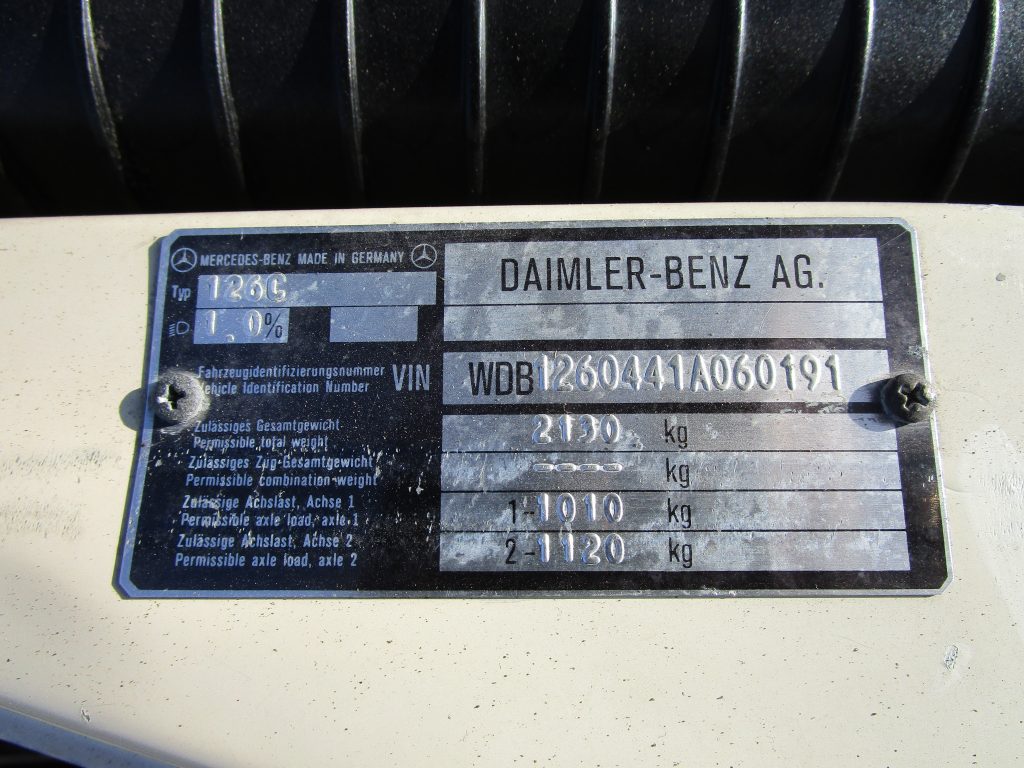 MERCEDES-BENZ MADE IN GERMANY
Typ 126C
1,0%
DAIMLER-BENZ AG.
Fahrzeugidentifizierungsnummer
Vehicle Identification Number
VIN WDB1260441A060191
Zulässiges Gesamtgewicht
Permissible total weight
2130 kg
Zulässiges Zug-Gesamtgewicht
Permissible combination weight
---- kg
Zulässige Achslast, Achse 1
Permissible axle load, axle 1
1-1010 kg
Zulässige Achslast, Achse 2
Permissible axle load, axle 2
2-1120 kg